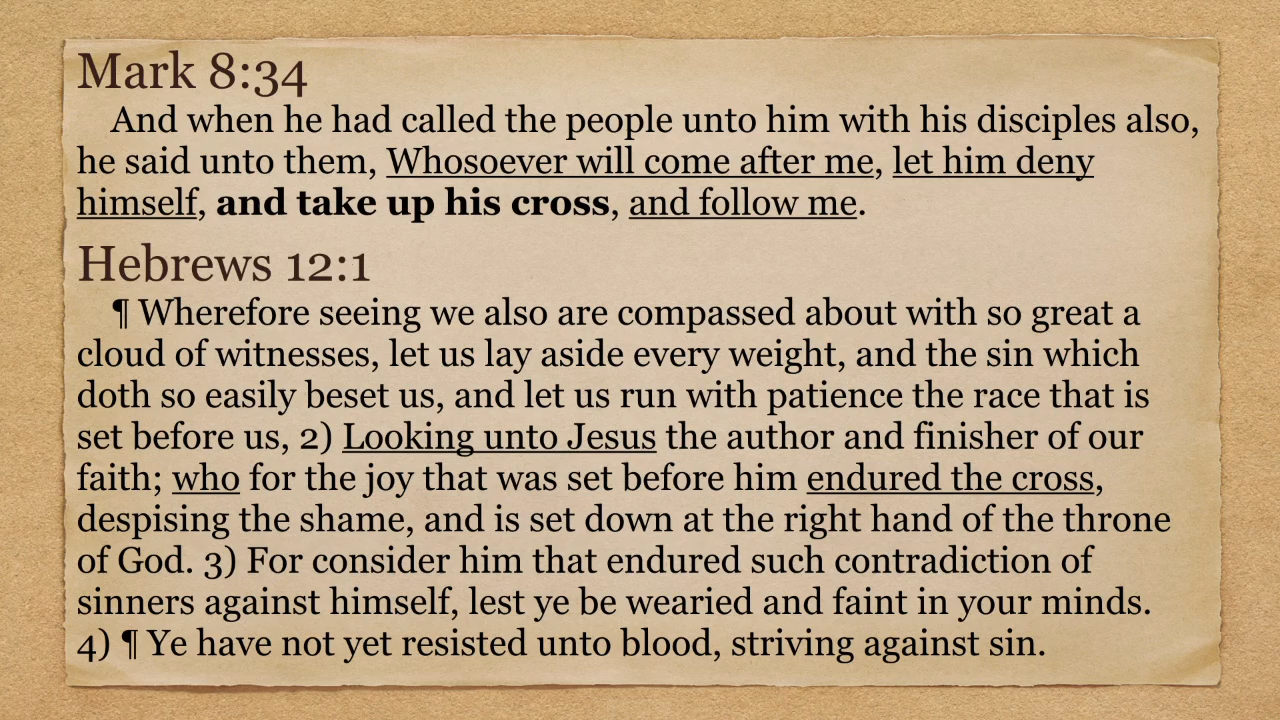 Mark 8:34
And when he had called the people unto him with his disciples also,
he said unto them, Whosoever will come after me, let him deny
himself, and take up his cross, and follow me.
Hebrews 12:1
¶ Wherefore seeing we also are compassed about with so great a
cloud of witnesses, let us lay aside every weight, and the sin which
doth so easily beset us, and let us run with patience the race that is
set before us, 2) Looking unto Jesus the author and finisher of our
faith; who for the joy that was set before him endured the cross,
despising the shame, and is set down at the right hand of the throne
of God. 3) For consider him that endured such contradiction of
sinners against himself, lest ye be wearied and faint in your minds.
4) ¶ Ye have not yet resisted unto blood, striving against sin.